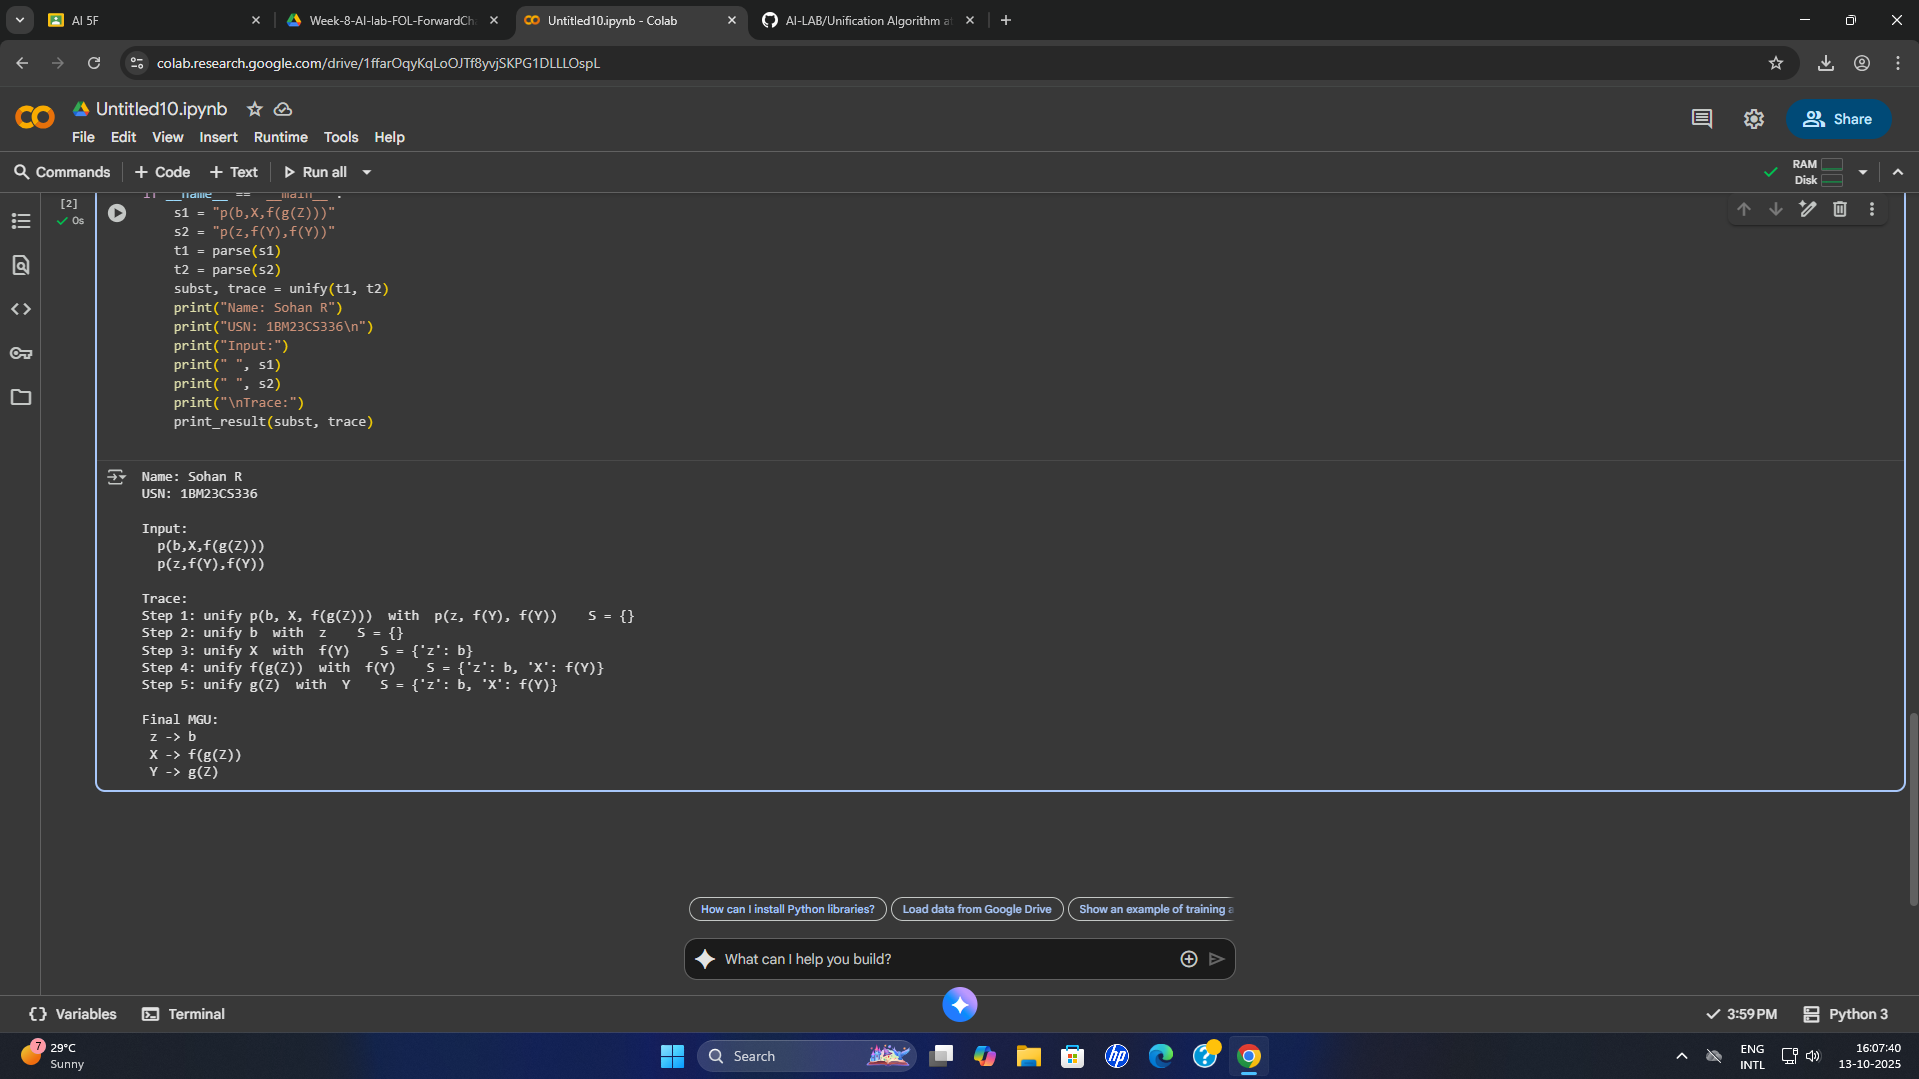 AI 5F
Week-8-AI-lab-FOL-ForwardCh
Untitled10.ipynb - Colab
AI-LAB/Unification Algorithm a
colab.research.google.com/drive/1ffarOqyKqLoOJTf8yvjSKPG1DLLLOspL
Untitled10.ipynb
File Edit View Insert Runtime Tools Help
Share
Commands + Code + Text Run all
RAM
Disk
[2]
0s
if __name__ == "__main__":
s1 = "p(b,X,f(g(Z)))"
s2 = "p(z,f(Y),f(Y))"
t1 = parse(s1)
t2 = parse(s2)
subst, trace = unify(t1, t2)
print("Name: Sohan R")
print("USN: 1BM23CS336\n")
print("Input:")
print(" ", s1)
print(" ", s2)
print("\nTrace:")
print_result(subst, trace)
Name: Sohan R
USN: 1BM23CS336
Input:
p(b,X,f(g(Z)))
p(z,f(Y),f(Y))
Trace:
Step 1: unify p(b, X, f(g(Z))) with p(z, f(Y), f(Y)) S = {}
Step 2: unify b with z S = {}
Step 3: unify X with f(Y) S = {'z': b}
Step 4: unify f(g(Z)) with f(Y) S = {'z': b, 'X': f(Y)}
Step 5: unify g(Z) with Y S = {'z': b, 'X': f(Y)}
Final MGU:
z -> b
X -> f(g(Z))
Y -> g(Z)
How can I install Python libraries?
Load data from Google Drive
Show an example of training a
What can I help you build?
Variables
Terminal
3:59 PM
Python 3
7
29°C
Sunny
Search
hp
ENG
INTL
16:07:40
13-10-2025